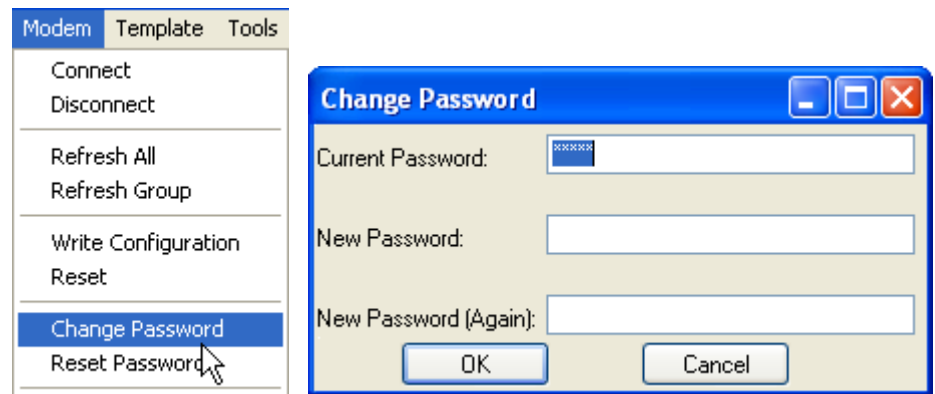 Modem Template Tools
Connect
Disconnect
Refresh All
Refresh Group
Write Configuration
Reset
Change Password
Reset Password
Change Password
Current Password: *****
New Password:
New Password (Again):
OK Cancel